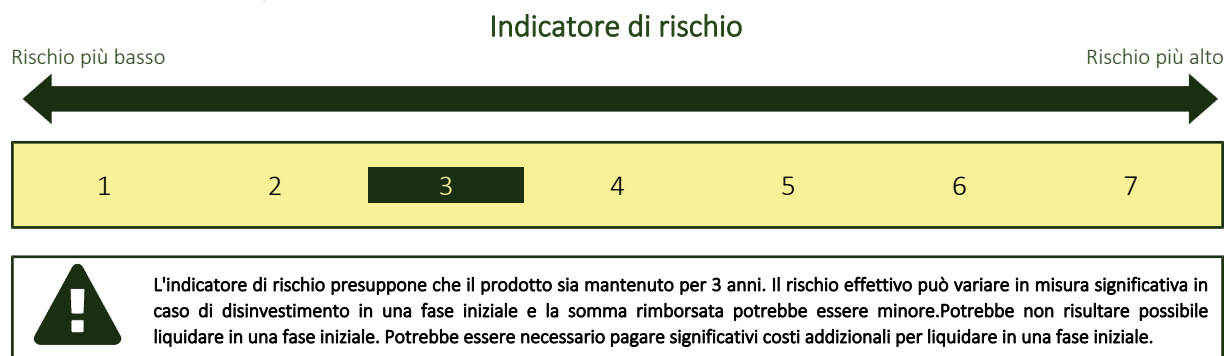 Indicatore di rischio
Rischio più basso
Rischio più alto
1 2 3 4 5 6 7
L'indicatore di rischio presuppone che il prodotto sia mantenuto per 3 anni. Il rischio effettivo può variare in misura significativa in
caso di disinvestimento in una fase iniziale e la somma rimborsata potrebbe essere minore.Potrebbe non risultare possibile
liquidare in una fase iniziale. Potrebbe essere necessario pagare significativi costi addizionali per liquidare in una fase iniziale.